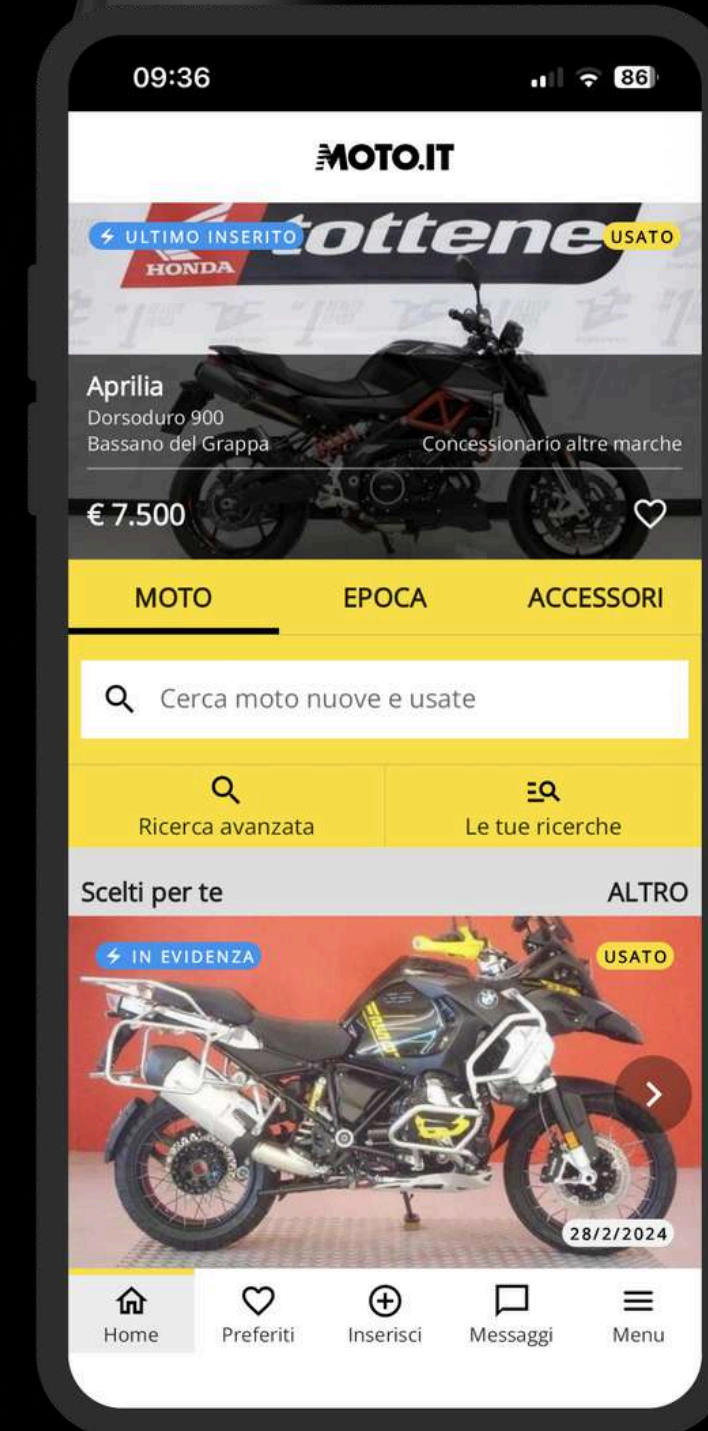 09:36
86
MOTO.IT
ULTIMO INSERITO
tottene
USATO
HONDA
Aprilia
Dorsoduro 900
Bassano del Grappa
Concessionario altre marche
€ 7.500
MOTO
EPOCA
ACCESSORI
Cerca moto nuove e usate
Ricerca avanzata
Le tue ricerche
Scelti per te
ALTRO
IN EVIDENZA
USATO
28/2/2024
Home
Preferiti
Inserisci
Messaggi
Menu